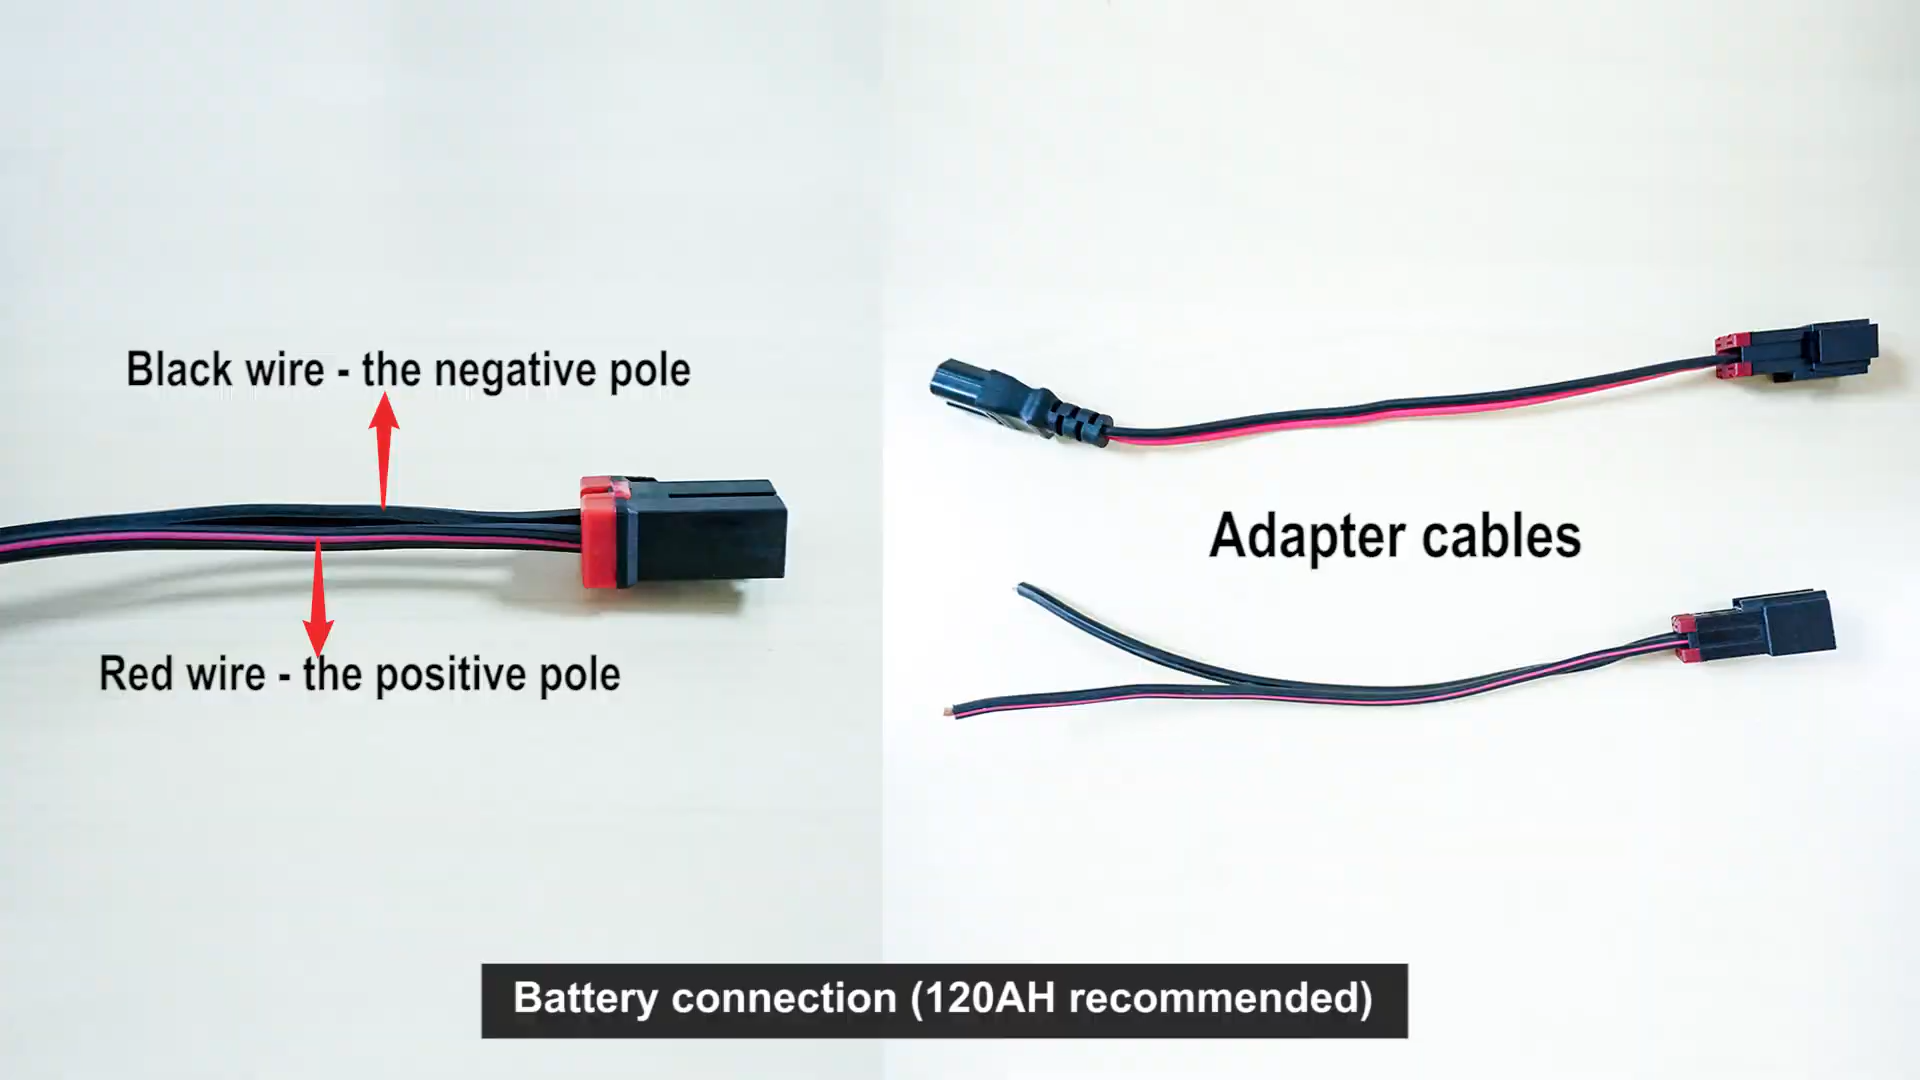 Black wire - the negative pole
Red wire - the positive pole
Adapter cables
Battery connection (120AH recommended)